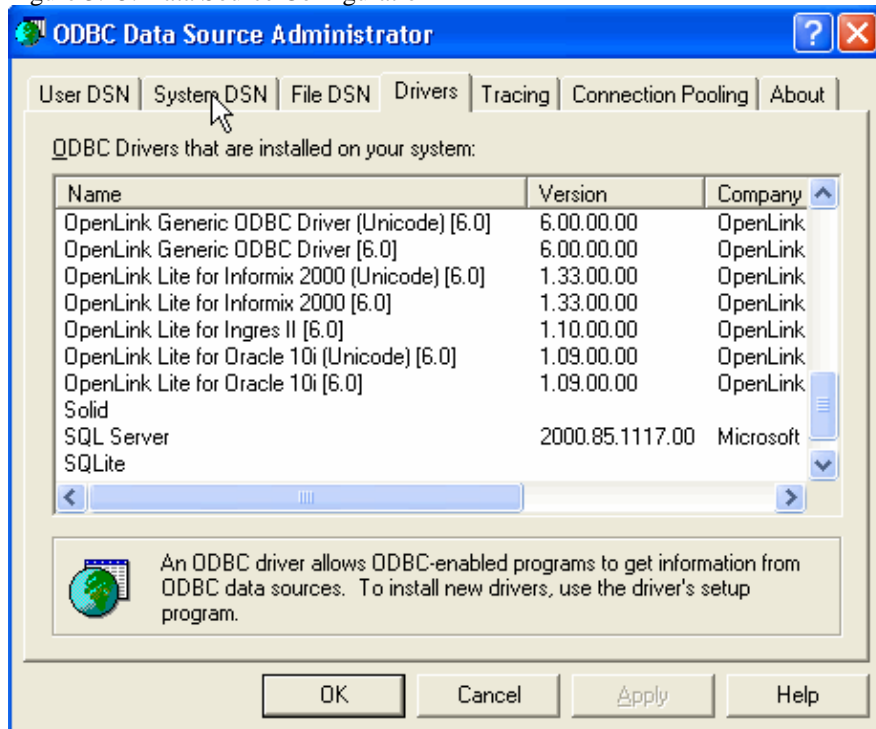 ODBC Data Source Administrator
User DSN System DSN File DSN Drivers Tracing Connection Pooling About
ODBC Drivers that are installed on your system:
Name Version Company
OpenLink Generic ODBC Driver (Unicode) [6.0] 6.00.00.00 OpenLink
OpenLink Generic ODBC Driver [6.0] 6.00.00.00 OpenLink
OpenLink Lite for Informix 2000 (Unicode) [6.0] 1.33.00.00 OpenLink
OpenLink Lite for Informix 2000 [6.0] 1.33.00.00 OpenLink
OpenLink Lite for Ingres II [6.0] 1.10.00.00 OpenLink
OpenLink Lite for Oracle 10i (Unicode) [6.0] 1.09.00.00 OpenLink
OpenLink Lite for Oracle 10i [6.0] 1.09.00.00 OpenLink
Solid
SQL Server 2000.85.1117.00 Microsoft
SQLite
An ODBC driver allows ODBC-enabled programs to get information from
ODBC data sources. To install new drivers, use the driver's setup
program.
OK Cancel Apply Help